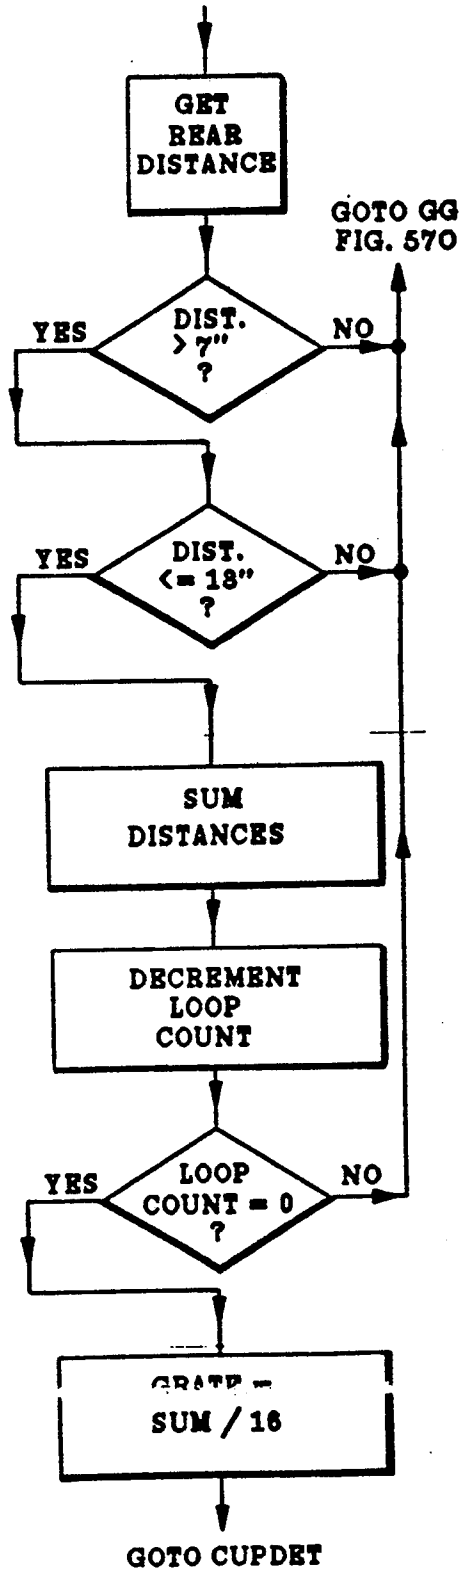 GET
REAR
DISTANCE
GOTO GG
FIG. 570
DIST.
> 7"
?
YES
NO
DIST.
<= 18"
?
YES
NO
SUM
DISTANCES
DECREMENT
LOOP
COUNT
LOOP
COUNT = 0
?
YES
NO
GRATE =
SUM / 16
GOTO CUPDET